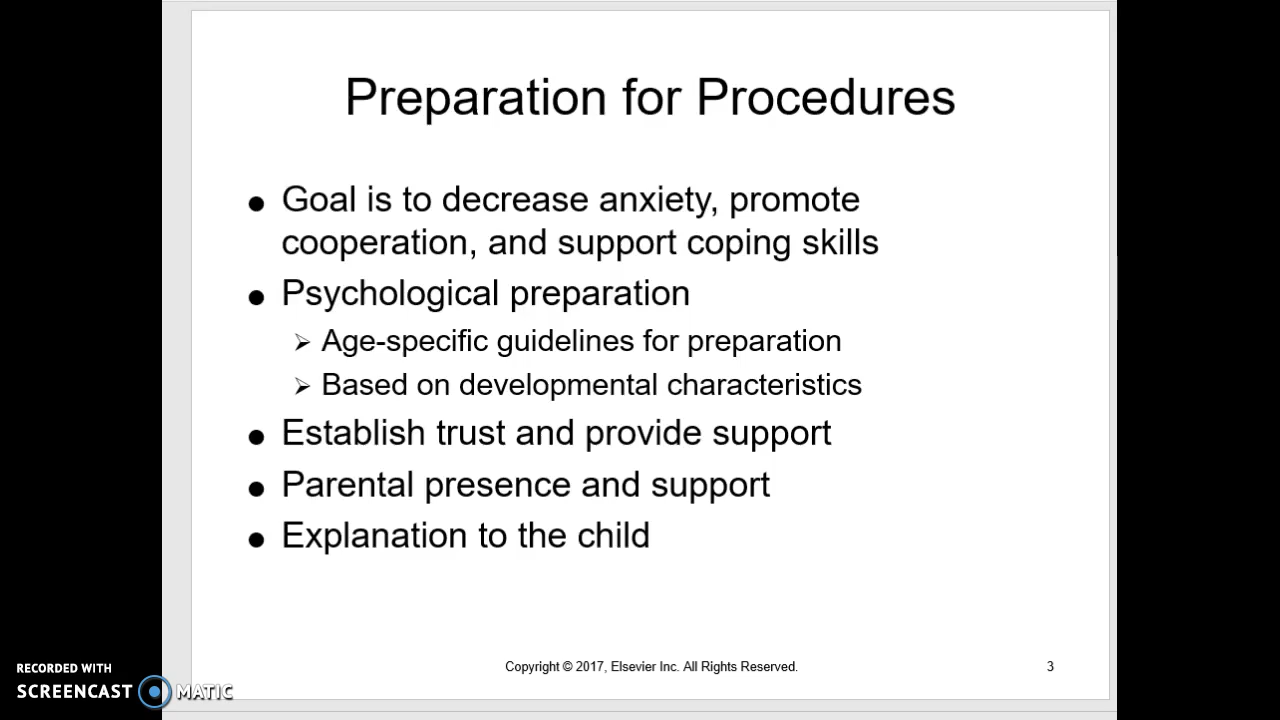 Preparation for Procedures
● Goal is to decrease anxiety, promote
cooperation, and support coping skills
● Psychological preparation
➢ Age-specific guidelines for preparation
➢ Based on developmental characteristics
● Establish trust and provide support
● Parental presence and support
● Explanation to the child
Copyright © 2017, Elsevier Inc. All Rights Reserved.
3
RECORDED WITH
SCREENCAST MATIC